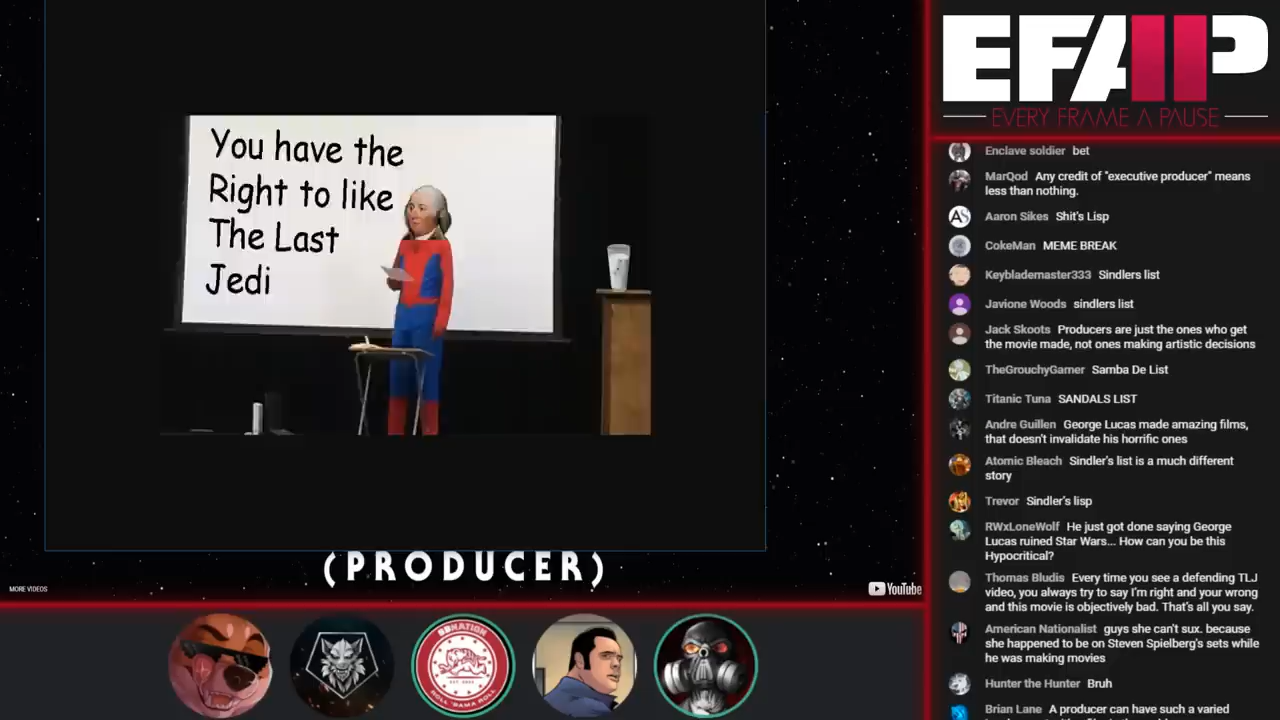 You have the
Right to like
The Last
Jedi
(PRODUCER)
MORE VIDEOS
YouTube
BBNATION
ROLL 'BAMA ROLL
EFAP
EVERY FRAME A PAUSE
Enclave soldier bet
MarQod Any credit of "executive producer" means
less than nothing.
AS
Aaron Sikes Shit's Lisp
CokeMan MEME BREAK
Keyblademaster333 Sindlers list
Javione Woods sindlers list
Jack Skoots Producers are just the ones who get
the movie made, not ones making artistic decisions
TheGrouchyGamer Samba De List
Titanic Tuna SANDALS LIST
Andre Guillen George Lucas made amazing films,
that doesn't invalidate his horrific ones
Atomic Bleach Sindler's list is a much different
story
Trevor Sindler's lisp
RWxLoneWolf He just got done saying George
Lucas ruined Star Wars... How can you be this
Hypocritical?
Thomas Bludis Every time you see a defending TLJ
video, you always try to say I'm right and your wrong
and this movie is objectively bad. That's all you say.
American Nationalist guys she can't sux. because
she happened to be on Steven Spielberg's sets while
he was making movies
Hunter the Hunter Bruh
Brian Lane A producer can have such a varied